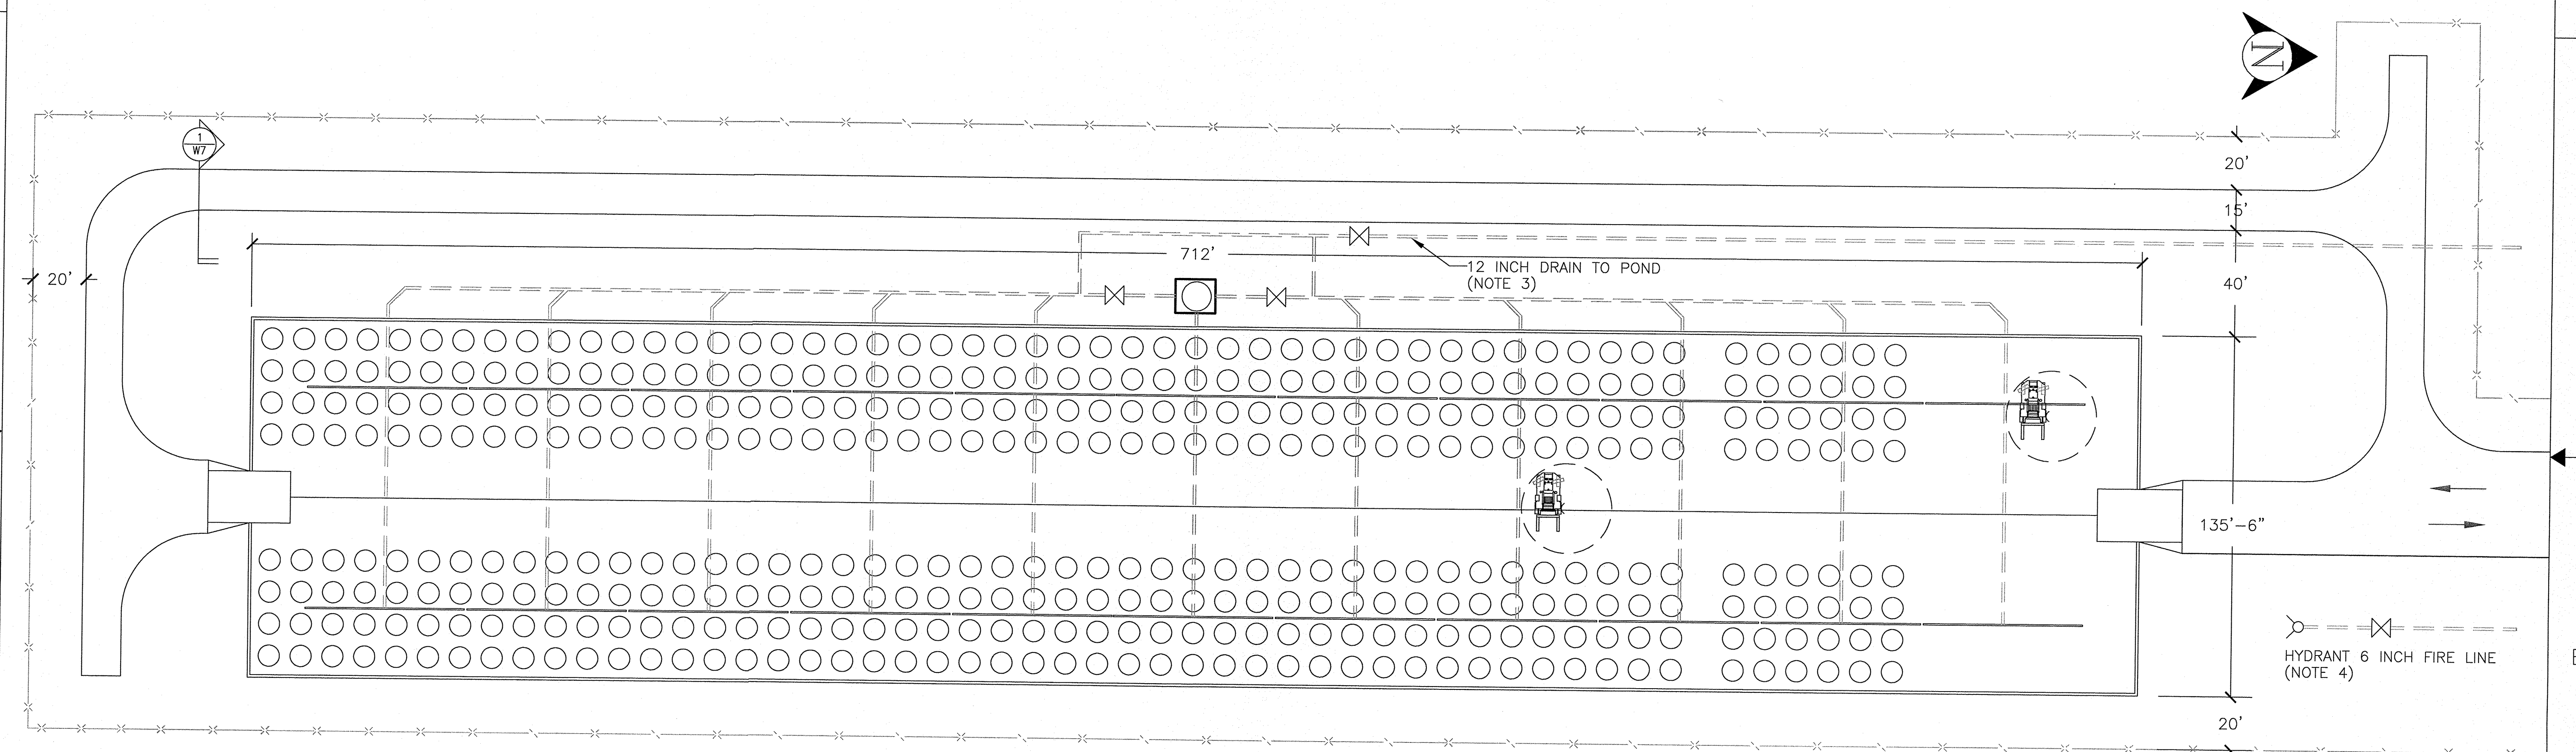 N
1
W7
20'
15'
712'
12 INCH DRAIN TO POND
(NOTE 3)
20'
40'
135'-6"
HYDRANT 6 INCH FIRE LINE
(NOTE 4)
20'